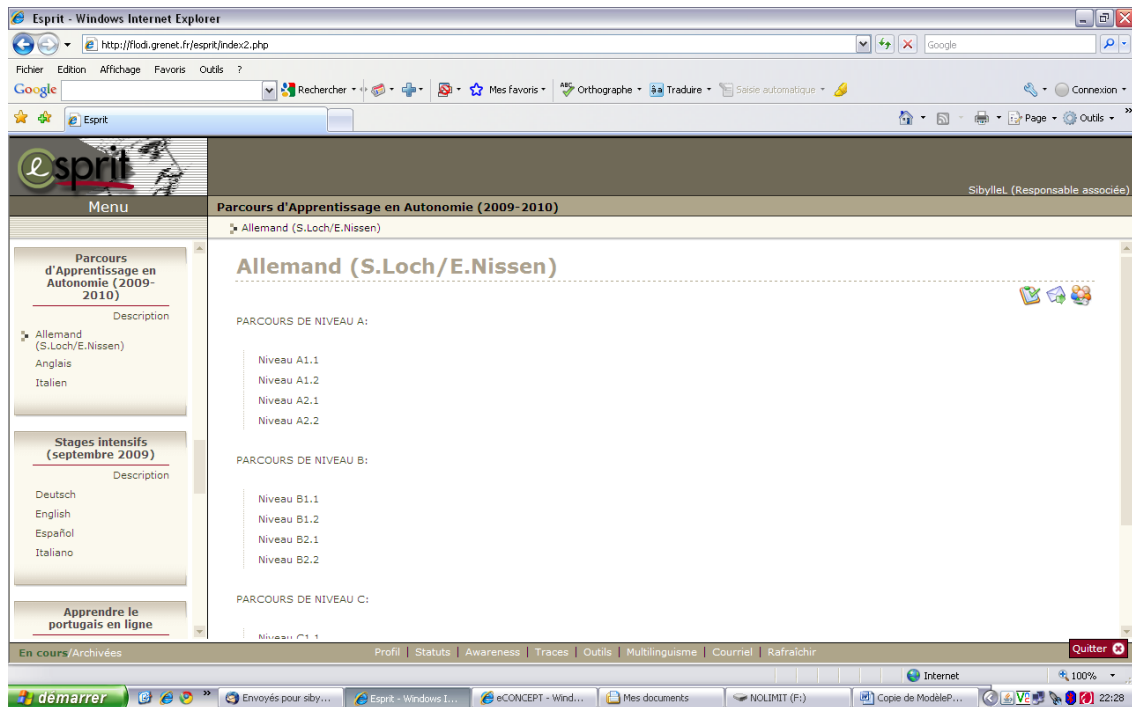 Esprit - Windows Internet Explorer
http://flodi.grenet.fr/esprit/index2.php
Google
Fichier Edition Affichage Favoris Outils ?
Google Rechercher Mes favoris Orthographe Traduire Saisie automatique Connexion
Esprit Page Outils
esprit
SibylleL (Responsable associée)
Menu
Parcours d'Apprentissage en Autonomie (2009-2010)
Allemand (S.Loch/E.Nissen)
Parcours
d'Apprentissage en
Autonomie (2009-
2010)
Description
Allemand
(S.Loch/E.Nissen)
Anglais
Italien
Stages intensifs
(septembre 2009)
Description
Deutsch
English
Español
Italiano
Apprendre le
portugais en ligne
Allemand (S.Loch/E.Nissen)
PARCOURS DE NIVEAU A:
Niveau A1.1
Niveau A1.2
Niveau A2.1
Niveau A2.2
PARCOURS DE NIVEAU B:
Niveau B1.1
Niveau B1.2
Niveau B2.1
Niveau B2.2
PARCOURS DE NIVEAU C:
Niveau C1.1
En cours/Archivées
Profil | Statuts | Awareness | Traces | Outils | Multilinguisme | Courriel | Rafraîchir
Quitter
Internet 100%
démarrer Envoyés pour siby... Esprit - Windows I... eCONCEPT - Wind... Mes documents NOLIMIT (F:) Copie de ModèleP... 22:28